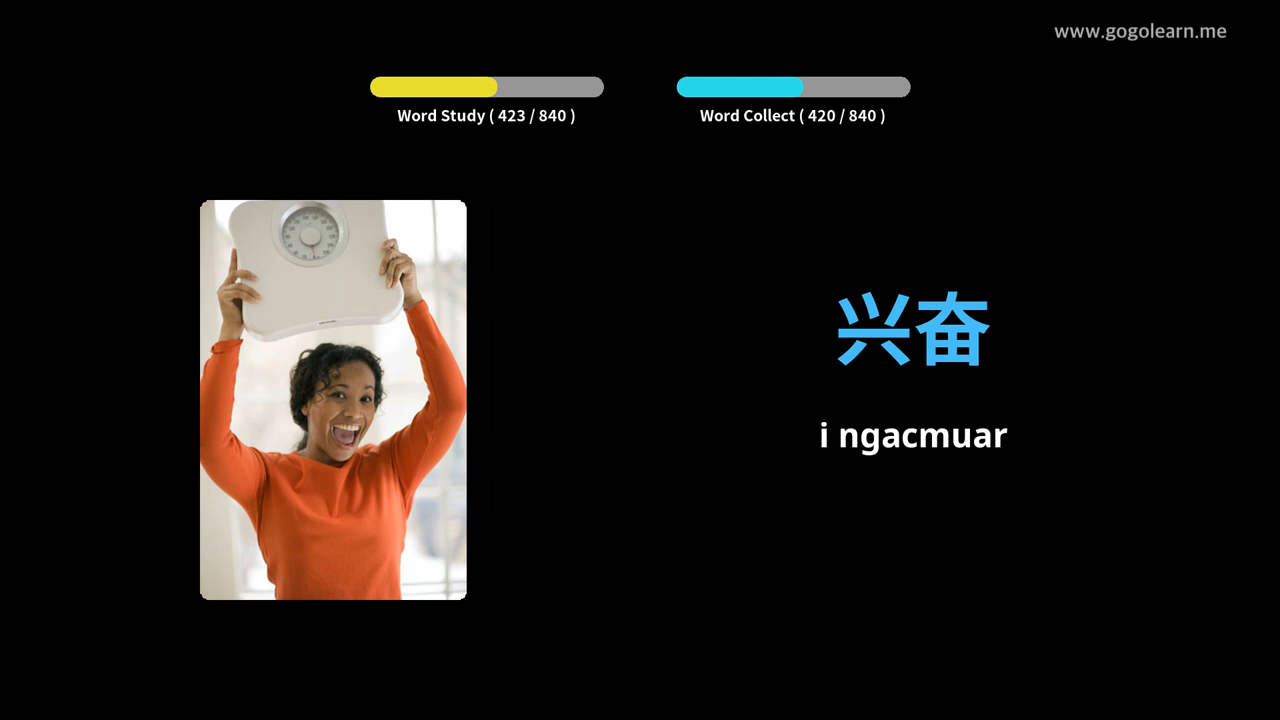 www.gogolearn.me
Word Study ( 423 / 840 )
Word Collect ( 420 / 840 )
兴奋
i ngacmuar